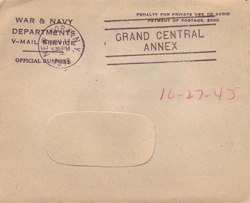 WAR & NAVY
DEPARTMENTS
V-MAIL SERVICE
OFFICIAL BUSINESS
PENALTY FOR PRIVATE USE TO AVOID
PAYMENT OF POSTAGE, $300
GRAND CENTRAL
ANNEX
10-27-43